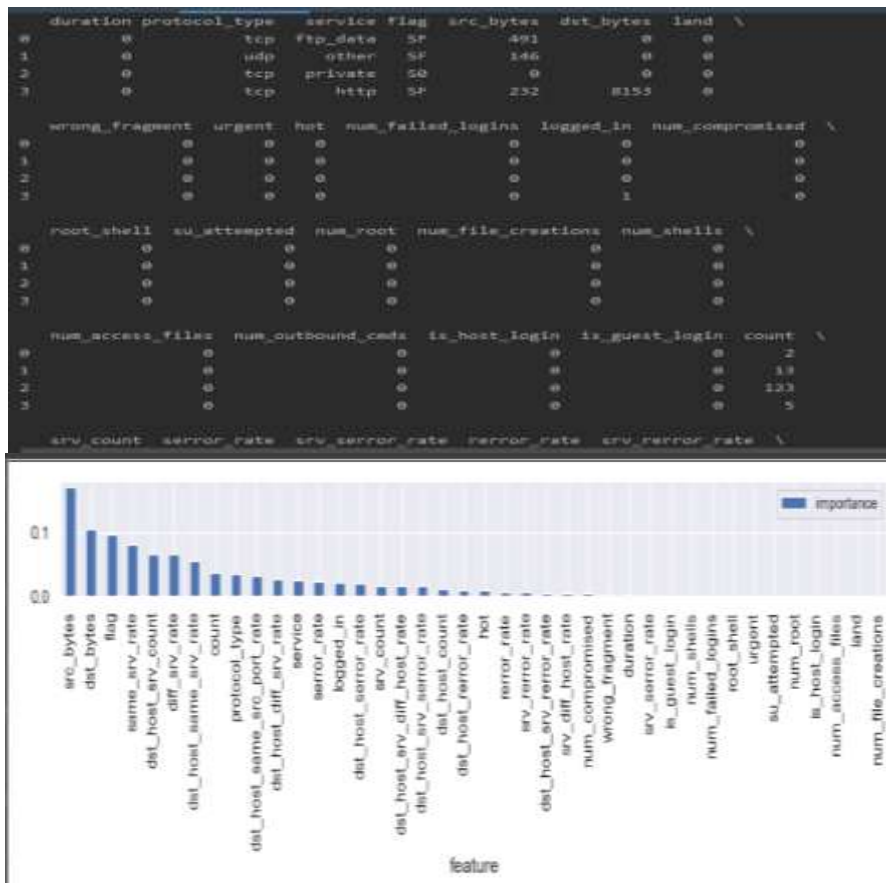 duration protocol_type service flag src_bytes dst_bytes land \
0 0 tcp ftp_data SF 491 0 0
1 0 udp other SF 146 0 0
2 0 tcp private S0 0 0 0
3 0 tcp http SF 232 8153 0
wrong_fragment urgent hot num_failed_logins logged_in num_compromised \
0 0 0 0 0 0 0
1 0 0 0 0 0 0
2 0 0 0 0 0 0
3 0 0 0 0 1 0
root_shell su_attempted num_root num_file_creations num_shells \
0 0 0 0 0 0
1 0 0 0 0 0
2 0 0 0 0 0
3 0 0 0 0 0
num_access_files num_outbound_cmds is_host_login is_guest_login count \
0 0 0 0 0 2
1 0 0 0 0 13
2 0 0 0 0 123
3 0 0 0 0 5
srv_count serror_rate srv_serror_rate rerror_rate srv_rerror_rate \
importance
0.1
0.0
src_bytes
dst_bytes
flag
same_srv_rate
dst_host_srv_count
diff_srv_rate
dst_host_same_srv_rate
count
protocol_type
dst_host_same_src_port_rate
dst_host_diff_srv_rate
service
serror_rate
logged_in
dst_host_serror_rate
srv_count
dst_host_srv_diff_host_rate
dst_host_srv_serror_rate
dst_host_count
dst_host_rerror_rate
hot
rerror_rate
srv_rerror_rate
dst_host_srv_rerror_rate
srv_diff_host_rate
num_compromised
wrong_fragment
duration
srv_serror_rate
is_guest_login
num_shells
num_failed_logins
root_shell
urgent
su_attempted
num_root
is_host_login
num_access_files
land
num_file_creations
feature